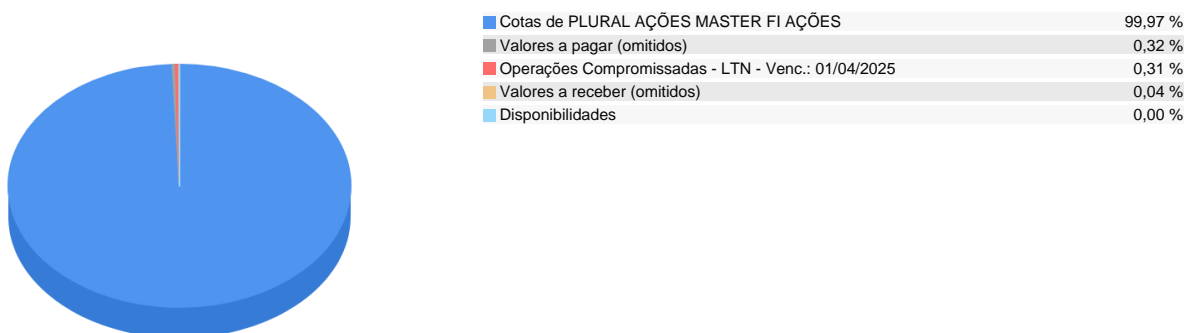 Cotas de PLURAL AÇÕES MASTER FI AÇÕES 99,97 %
Valores a pagar (omitidos) 0,32 %
Operações Compromissadas - LTN - Venc.: 01/04/2025 0,31 %
Valores a receber (omitidos) 0,04 %
Disponibilidades 0,00 %